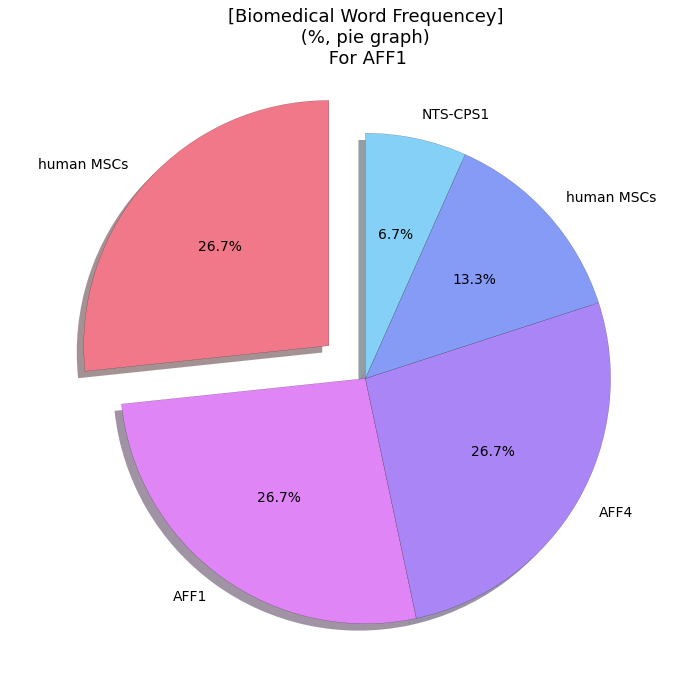 [Biomedical Word Frequencey]
(%, pie graph)
For AFF1
NTS-CPS1
human MSCs
human MSCs
6.7%
26.7%
13.3%
26.7%
26.7%
AFF4
AFF1